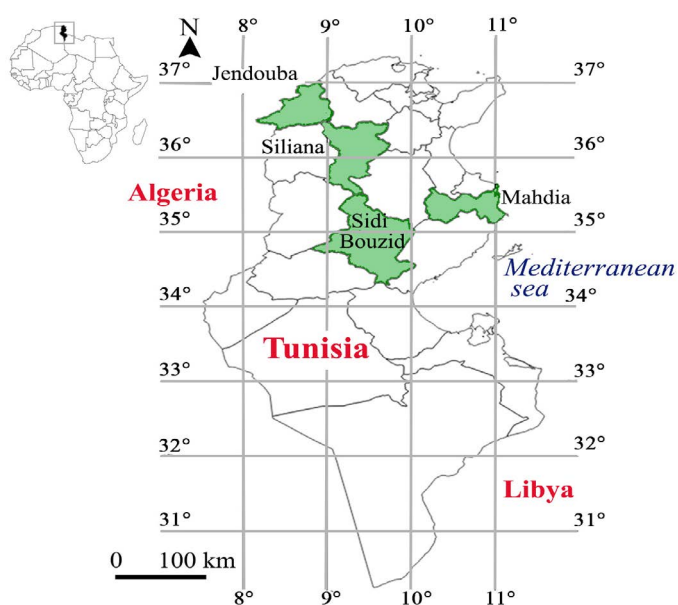 N
8° 9° 10° 11°
37° 37°
Jendouba
36° 36°
Siliana
Algeria
Mahdia
35° 35°
Sidi
Bouzid
Mediterranean
sea
34° 34°
Tunisia
33° 33°
32° 32°
Libya
31° 31°
0 100 km
8° 9° 10° 11°